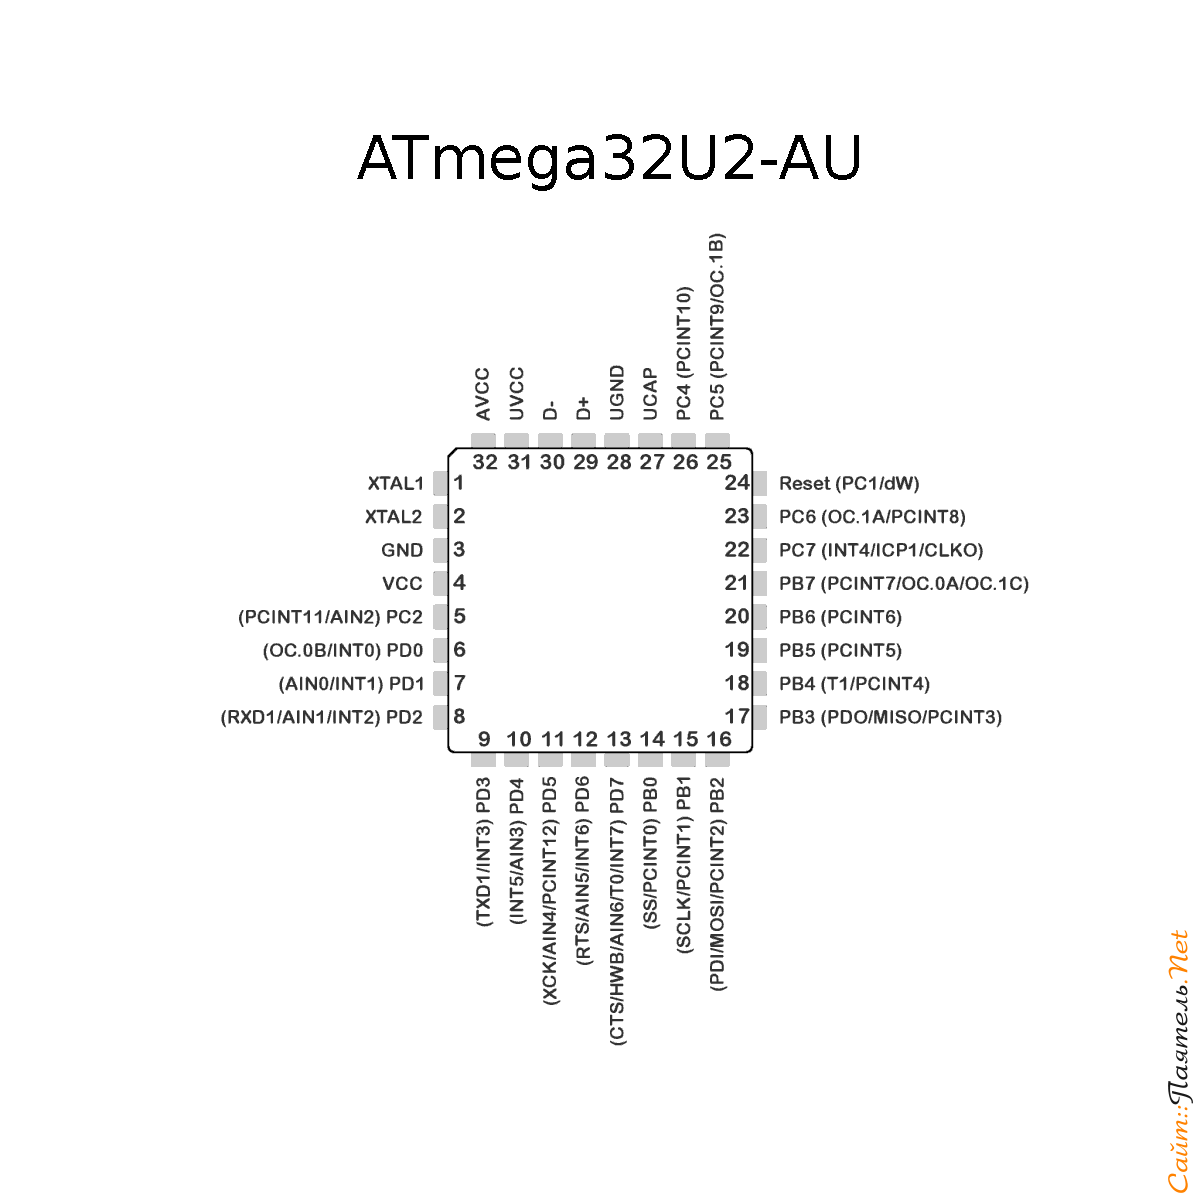 ATmega32U2-AU
AVCC
UVCC
D-
D+
UGND
UCAP
PC4 (PCINT10)
PC5 (PCINT9/OC.1B)
32 31 30 29 28 27 26 25
XTAL1 1
XTAL2 2
GND 3
VCC 4
(PCINT11/AIN2) PC2 5
(OC.0B/INT0) PD0 6
(AIN0/INT1) PD1 7
(RXD1/AIN1/INT2) PD2 8
24 Reset (PC1/dW)
23 PC6 (OC.1A/PCINT8)
22 PC7 (INT4/ICP1/CLKO)
21 PB7 (PCINT7/OC.0A/OC.1C)
20 PB6 (PCINT6)
19 PB5 (PCINT5)
18 PB4 (T1/PCINT4)
17 PB3 (PDO/MISO/PCINT3)
9 10 11 12 13 14 15 16
(TXD1/INT3) PD3
(INT5/AIN3) PD4
(XCK/AIN4/PCINT12) PD5
(RTS/AIN5/INT6) PD6
(CTS/HWB/AIN6/T0/INT7) PD7
(SS/PCINT0) PB0
(SCLK/PCINT1) PB1
(PDI/MOSI/PCINT2) PB2
Сайт::Паятель.Net